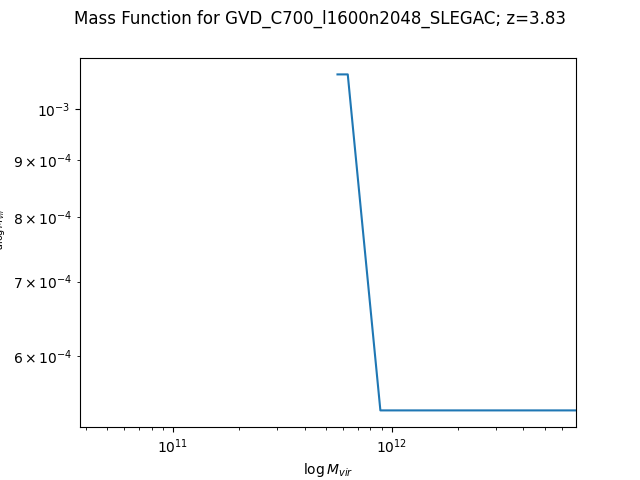 Mass Function for GVD_C700_l1600n2048_SLEGAC; z=3.83
10⁻³
9 × 10⁻⁴
8 × 10⁻⁴
7 × 10⁻⁴
6 × 10⁻⁴
10¹¹
10¹²
log M_vir